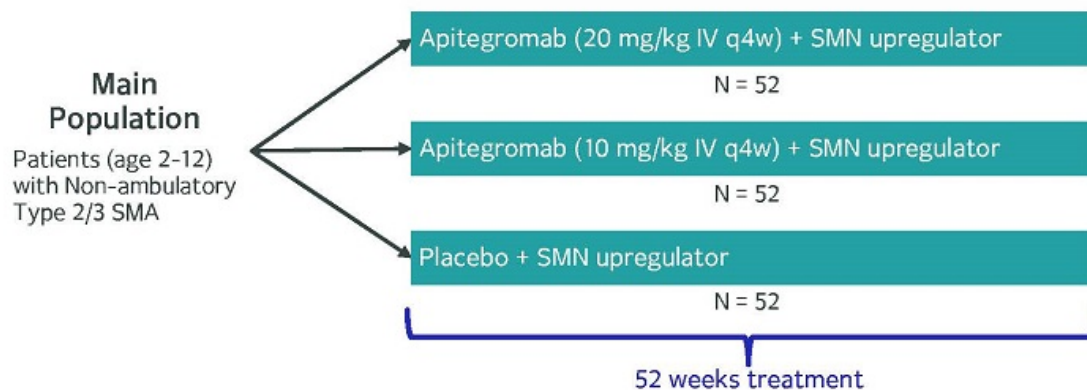 Main
Population
Patients (age 2-12)
with Non-ambulatory
Type 2/3 SMA
Apitegromab (20 mg/kg IV q4w) + SMN upregulator
N = 52
Apitegromab (10 mg/kg IV q4w) + SMN upregulator
N = 52
Placebo + SMN upregulator
N = 52
52 weeks treatment